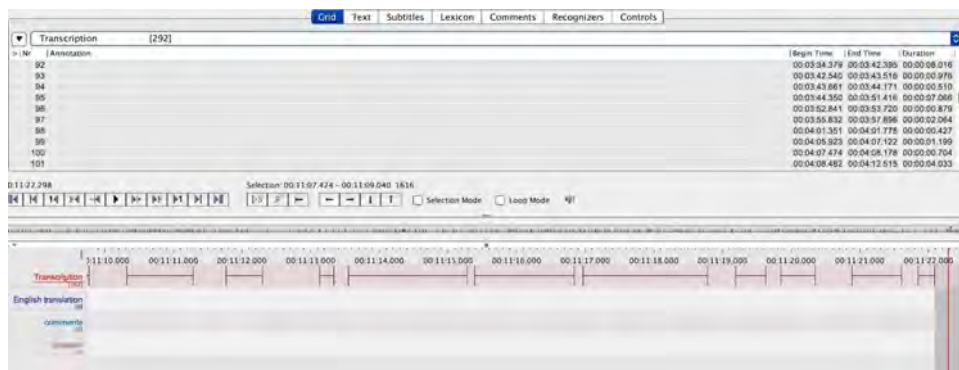 Grid Text Subtitles Lexicon Comments Recognizers Controls
Transcription [292]
> Nr Annotation Begin Time End Time Duration
92 00:03:34.379 00:03:42.395 00:00:08.016
93 00:03:42.540 00:03:43.516 00:00:00.976
94 00:03:43.661 00:03:44.171 00:00:00.510
95 00:03:44.350 00:03:51.416 00:00:07.066
96 00:03:52.841 00:03:53.720 00:00:00.879
97 00:03:55.832 00:03:57.896 00:00:02.064
98 00:04:01.351 00:04:01.778 00:00:00.427
99 00:04:05.923 00:04:07.122 00:00:01.199
100 00:04:07.474 00:04:08.178 00:00:00.704
101 00:04:08.482 00:04:12.515 00:00:04.033
0:11:22.298 Selection: 00:11:07.424 - 00:11:09.040 1616
Selection Mode Loop Mode
00:11:11.000 00:11:12.000 00:11:13.000 00:11:14.000 00:11:15.000 00:11:16.000 00:11:17.000 00:11:18.000 00:11:19.000 00:11:20.000 00:11:21.000
Transcription
English translation
comments